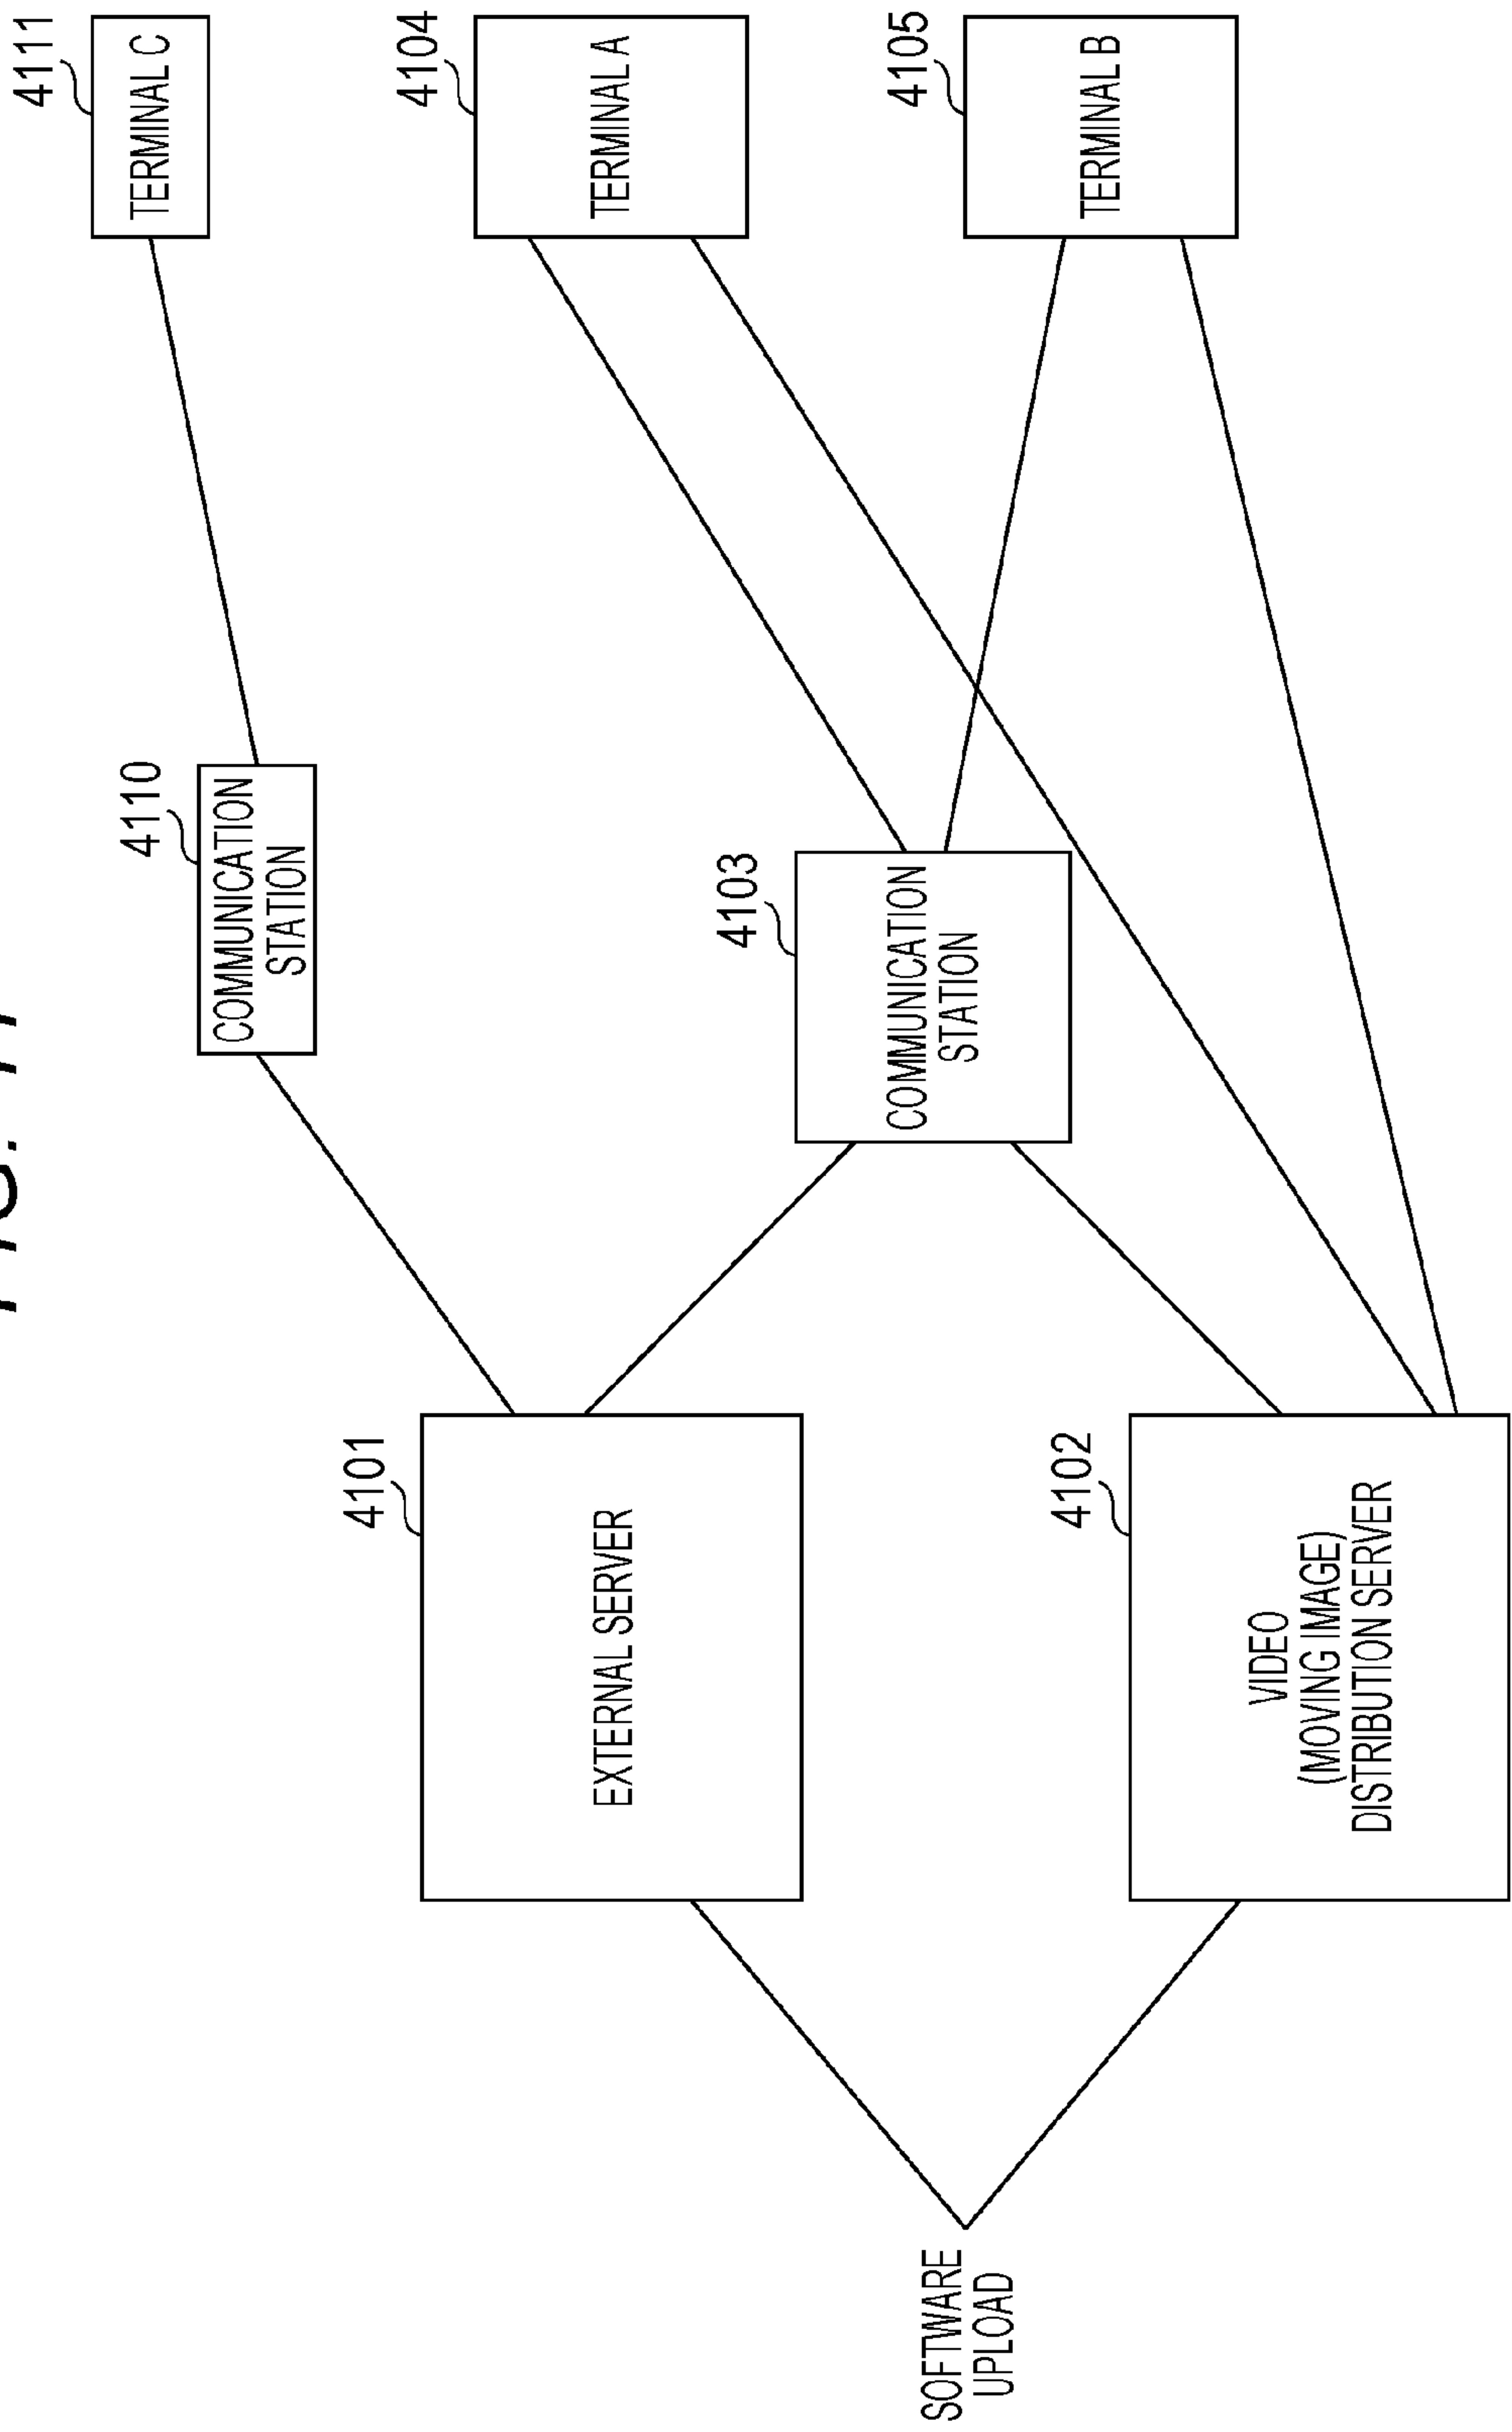 4111
TERMINAL C
4110
COMMUNICATION
STATION
4101
EXTERNAL SERVER
4104
TERMINAL A
4103
COMMUNICATION
STATION
4105
TERMINAL B
SOFTWARE
UPLOAD
4102
VIDEO
(MOVING IMAGE)
DISTRIBUTION SERVER